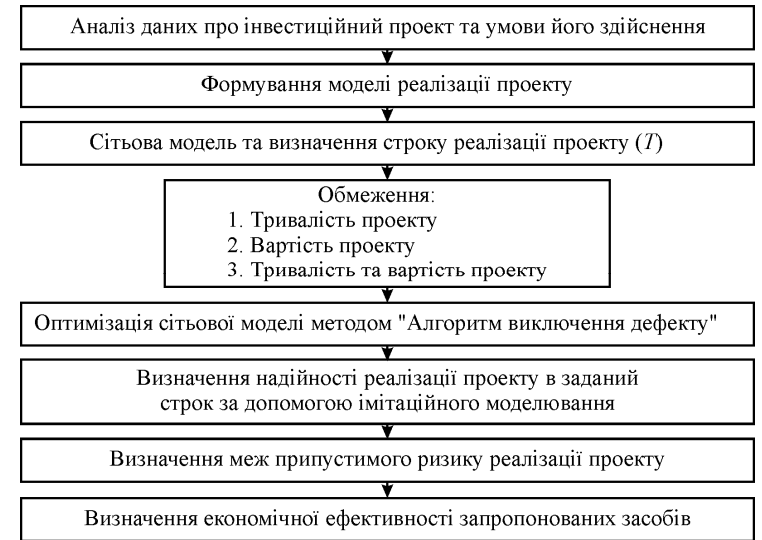 Аналіз даних про інвестиційний проект та умови його здійснення
Формування моделі реалізації проекту
Сітьова модель та визначення строку реалізації проекту (T)
Обмеження:
1. Тривалість проекту
2. Вартість проекту
3. Тривалість та вартість проекту
Оптимізація сітьової моделі методом "Алгоритм виключення дефекту"
Визначення надійності реалізації проекту в заданий
строк за допомогою імітаційного моделювання
Визначення меж припустимого ризику реалізації проекту
Визначення економічної ефективності запропонованих засобів